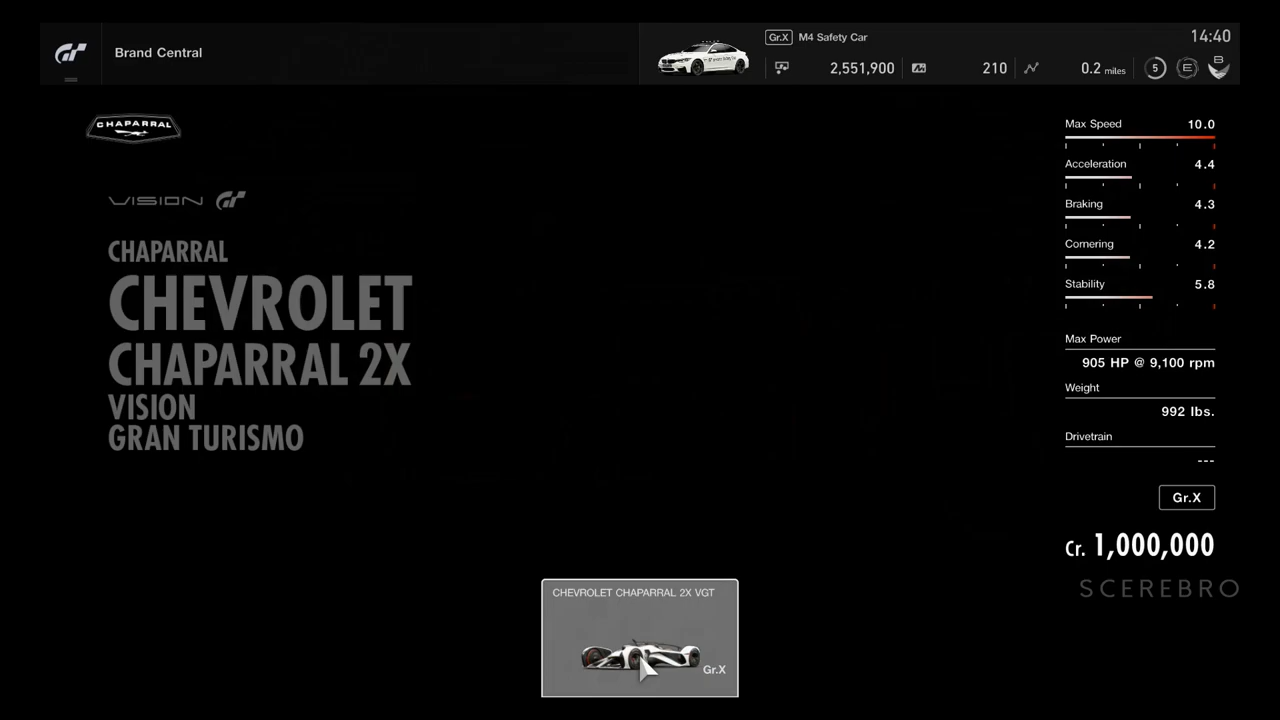 Brand Central
Gr.X M4 Safety Car
14:40
2,551,900
210
0.2 miles
5
E
B
CHAPARRAL
VISION GT
CHAPARRAL
CHEVROLET
CHAPARRAL 2X
VISION
GRAN TURISMO
Max Speed 10.0
Acceleration 4.4
Braking 4.3
Cornering 4.2
Stability 5.8
Max Power
905 HP @ 9,100 rpm
Weight
992 lbs.
Drivetrain
---
Gr.X
Cr. 1,000,000
SCEREBRO
CHEVROLET CHAPARRAL 2X VGT
Gr.X